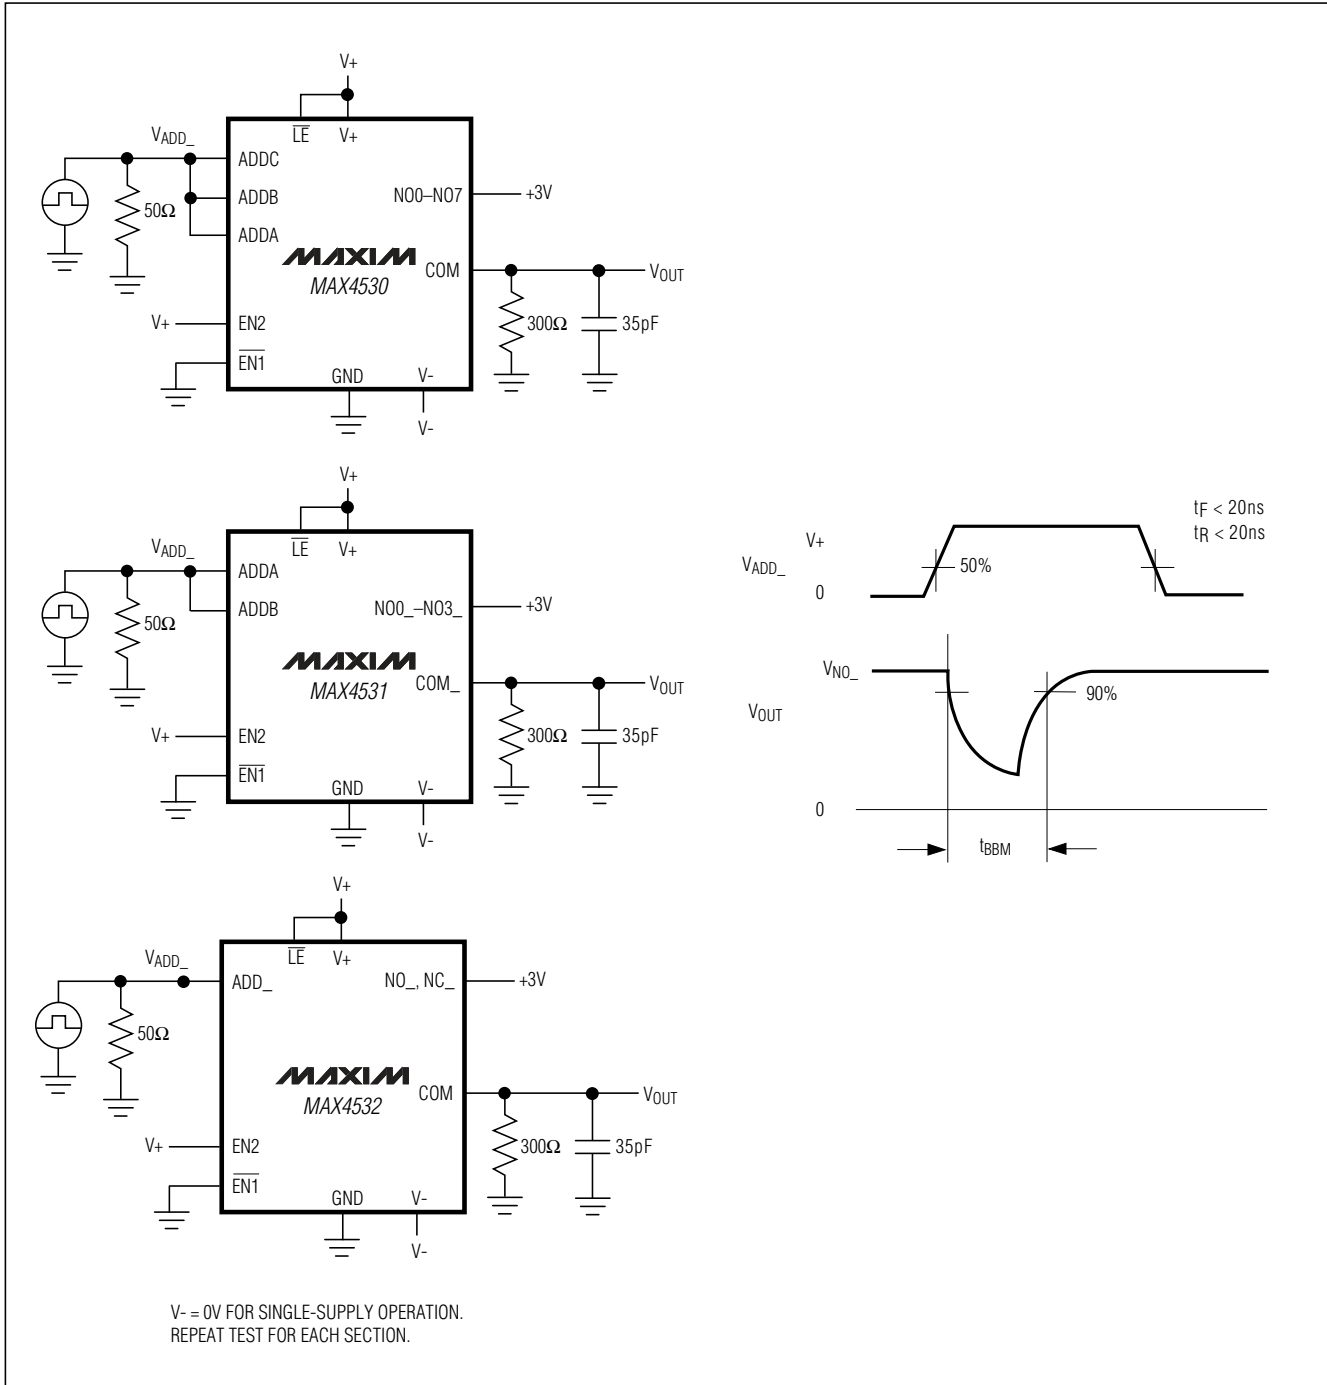 V+
LE
V+
VADD_
ADDC
ADDB
ADDA
50Ω
NO0–NO7
+3V
MAXIM
MAX4530
COM
VOUT
300Ω
35pF
V+
EN2
EN1
GND
V-
V-
V+
LE
V+
VADD_
ADDA
ADDB
50Ω
NO0_–NO3_
+3V
MAXIM
MAX4531
COM_
VOUT
300Ω
35pF
V+
EN2
EN1
GND
V-
V-
V+
LE
V+
VADD_
ADD_
50Ω
NO_, NC_
+3V
MAXIM
MAX4532
COM
VOUT
300Ω
35pF
V+
EN2
EN1
GND
V-
V-
tF < 20ns
tR < 20ns
V+
VADD_
50%
0
VNO_
90%
VOUT
0
tBBM
V- = 0V FOR SINGLE-SUPPLY OPERATION.
REPEAT TEST FOR EACH SECTION.